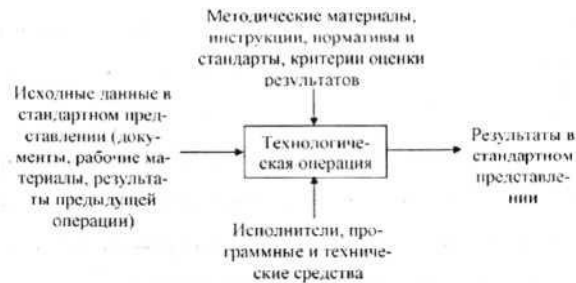 Методические материалы,
инструкции, нормативы и
стандарты, критерии оценки
результатов
Исходные данные в
стандартном пред-
ставлении (доку-
менты, рабочие ма-
териалы, результа-
ты предыдущей
операции)
Технологиче-
ская операция
Результаты в
стандартном
представле-
нии
Исполнители, про-
граммные и техниче-
ские средства